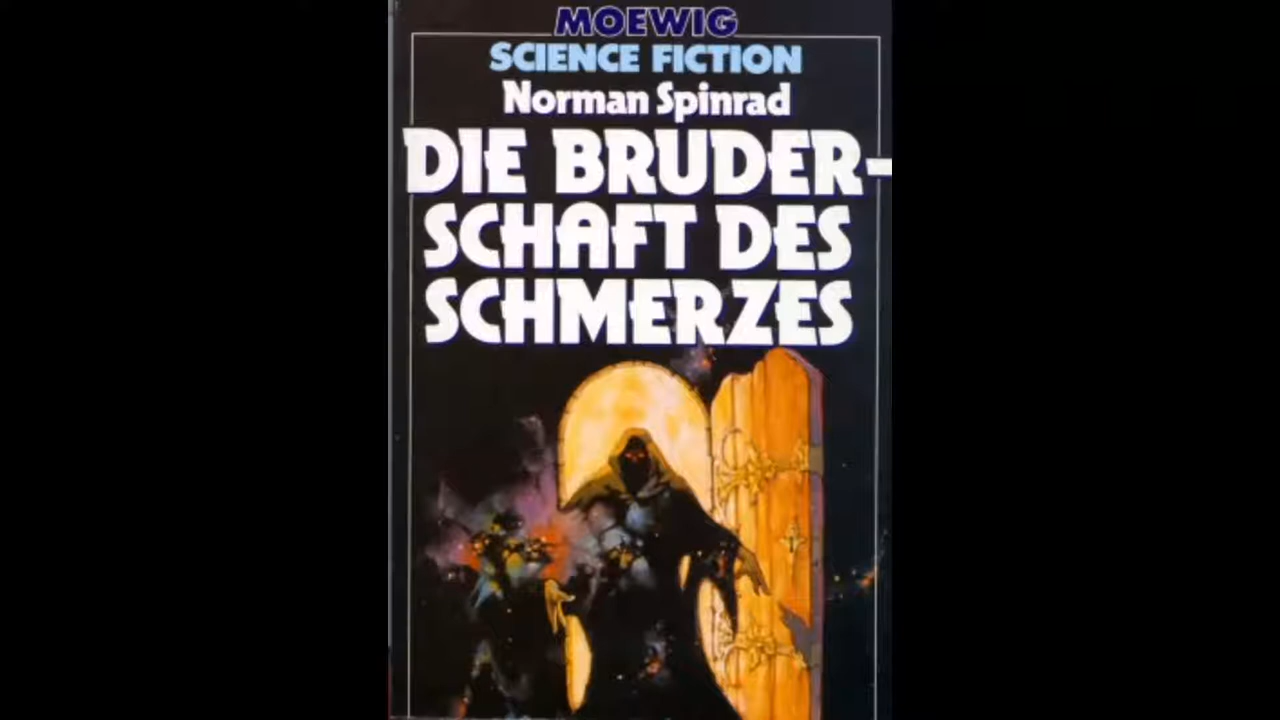 MOEWIG
SCIENCE FICTION
Norman Spinrad
DIE BRUDER-
SCHAFT DES
SCHMERZES